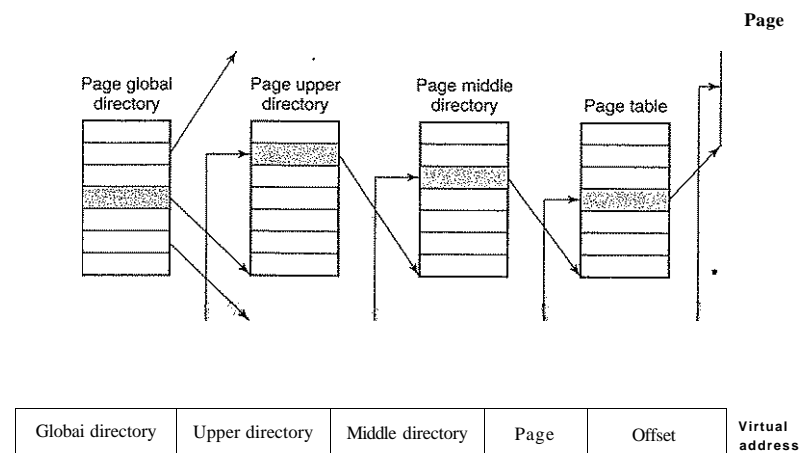 Page
Page global
directory
Page upper
directory
Page middle
directory
Page table
Globai directory
Upper directory
Middle directory
Page
Offset
Virtual
address